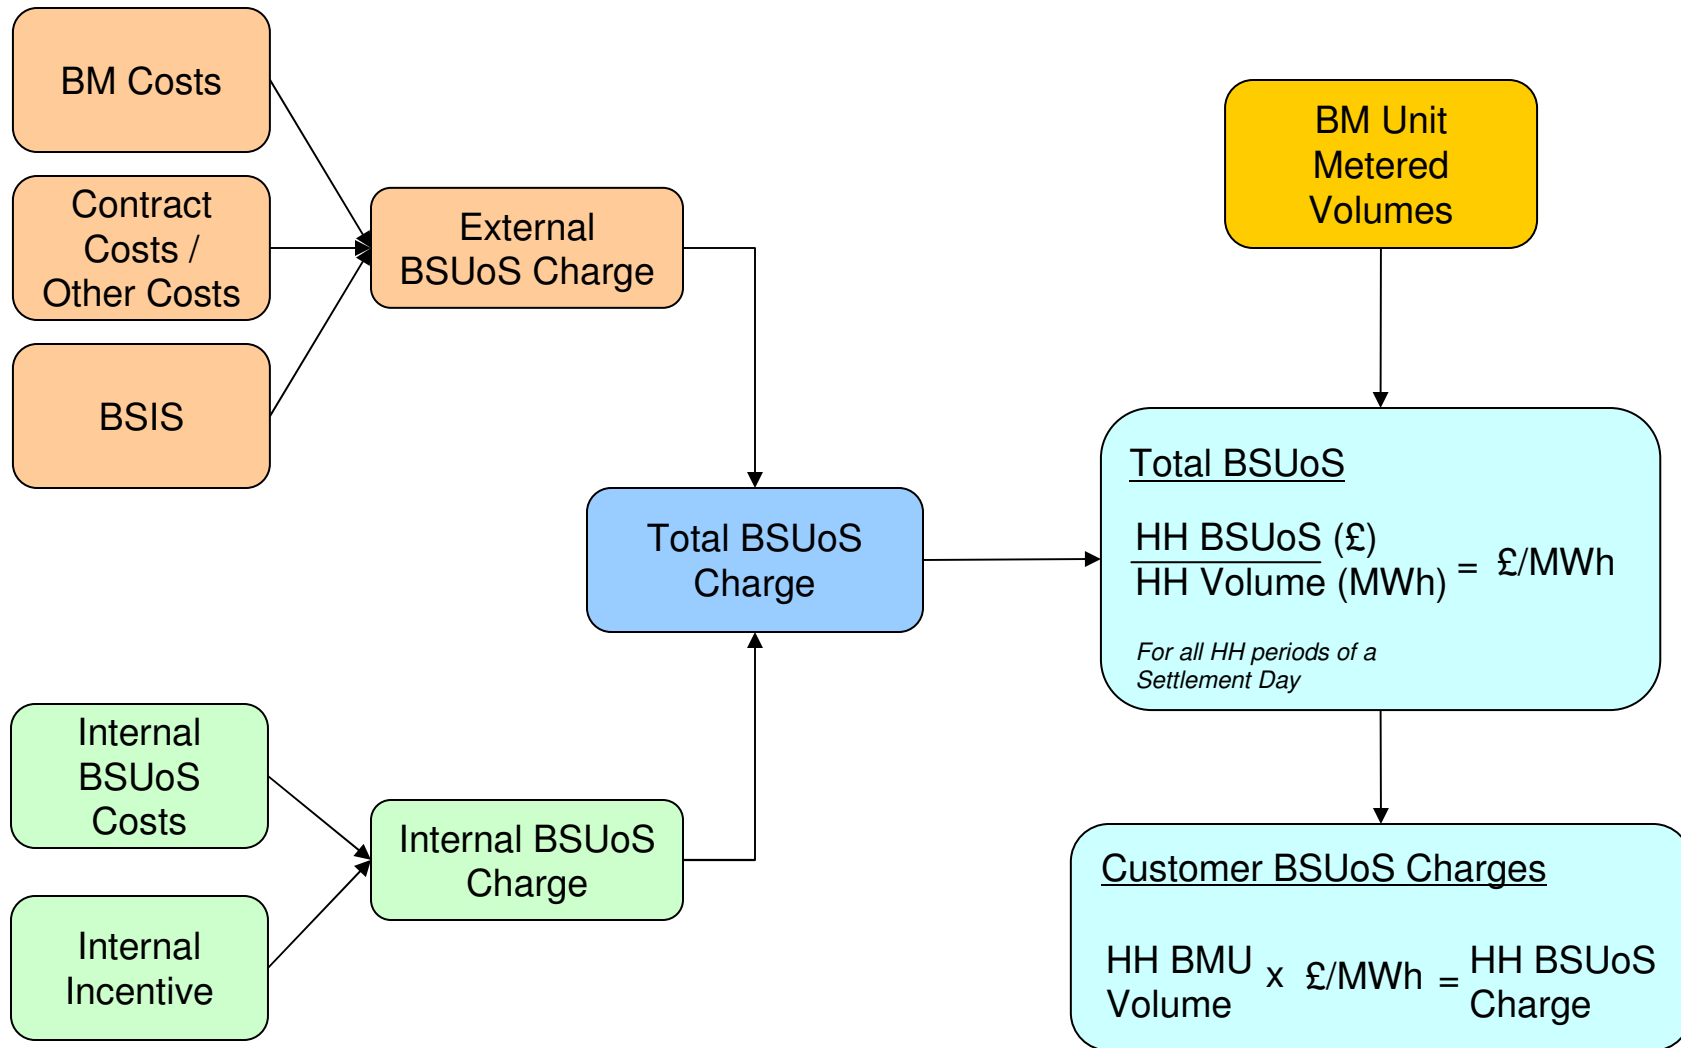 BM Costs
Contract
Costs /
Other Costs
BSIS
External
BSUoS Charge
Internal
BSUoS
Costs
Internal
Incentive
Internal BSUoS
Charge
Total BSUoS
Charge
BM Unit
Metered
Volumes
Total BSUoS
HH BSUoS (£)
HH Volume (MWh) = £/MWh
For all HH periods of a
Settlement Day
Customer BSUoS Charges
HH BMU
Volume
x £/MWh =
HH BSUoS
Charge